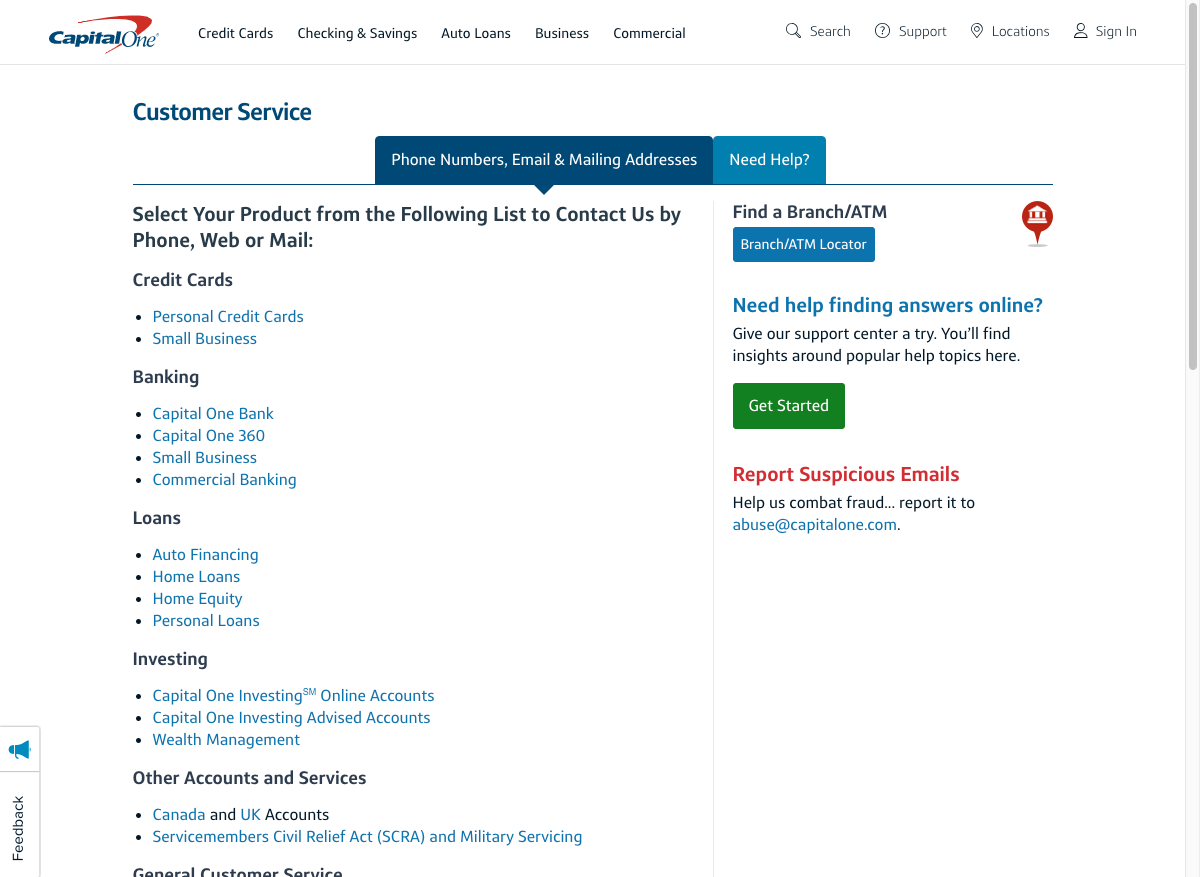 CapitalOne
Credit Cards
Checking & Savings
Auto Loans
Business
Commercial
Search
Support
Locations
Sign In
Customer Service
Phone Numbers, Email & Mailing Addresses
Need Help?
Select Your Product from the Following List to Contact Us by
Phone, Web or Mail:
Credit Cards
Personal Credit Cards
Small Business
Banking
Capital One Bank
Capital One 360
Small Business
Commercial Banking
Loans
Auto Financing
Home Loans
Home Equity
Personal Loans
Investing
Capital One Investing℠ Online Accounts
Capital One Investing Advised Accounts
Wealth Management
Other Accounts and Services
Canada and UK Accounts
Servicemembers Civil Relief Act (SCRA) and Military Servicing
General Customer Service
Find a Branch/ATM
Branch/ATM Locator
Need help finding answers online?
Give our support center a try. You’ll find
insights around popular help topics here.
Get Started
Report Suspicious Emails
Help us combat fraud... report it to
abuse@capitalone.com.
Feedback